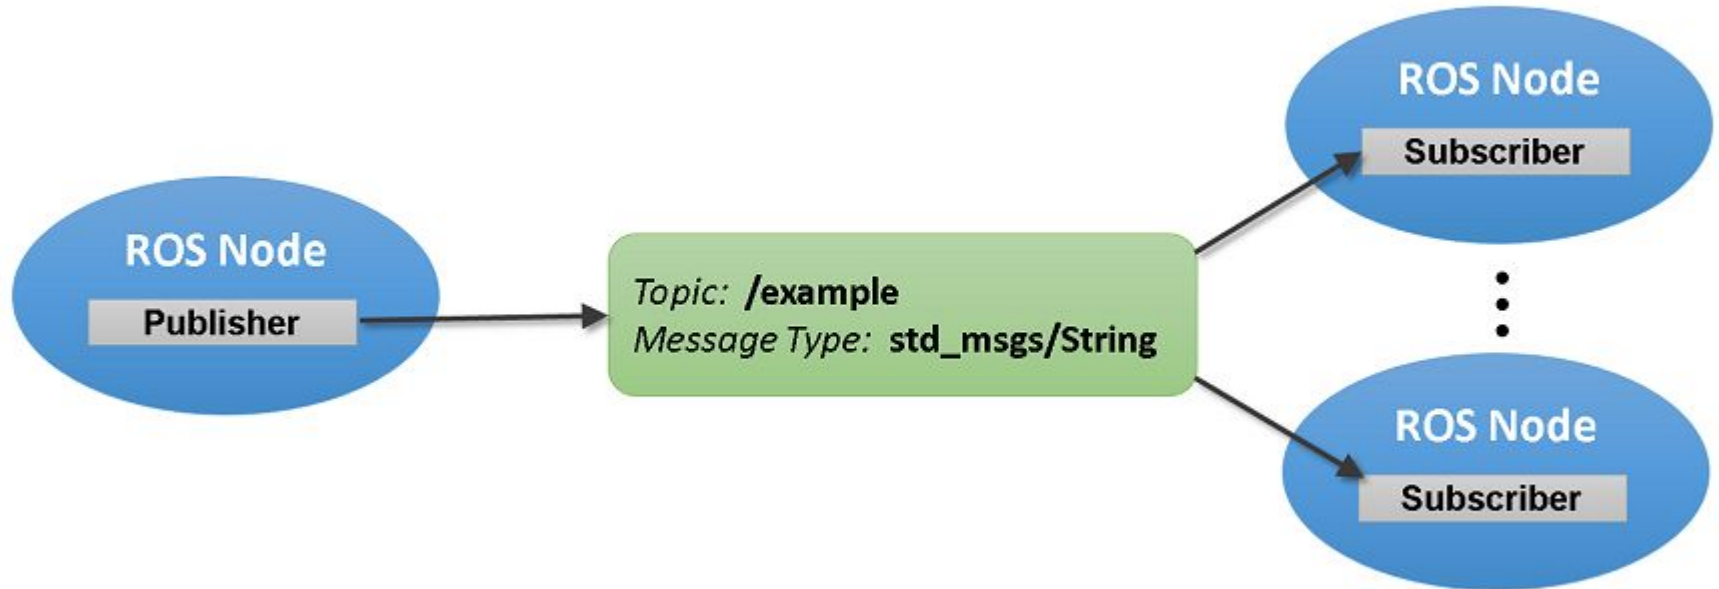 ROS Node
Publisher
Topic: /example
Message Type: std_msgs/String
ROS Node
Subscriber
ROS Node
Subscriber